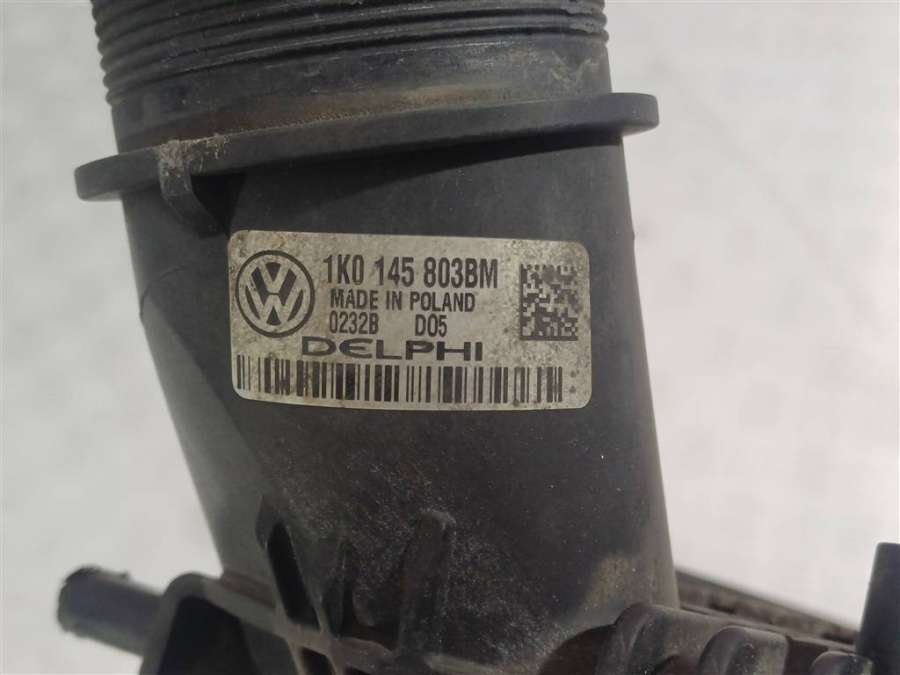 1K0 145 803BM
MADE IN POLAND
0232B D05
DELPHI